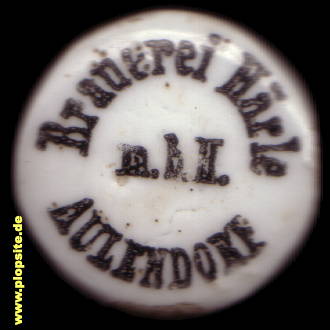 Brauerei Härle
m.b.H.
AULENDORF
www.plopsite.de